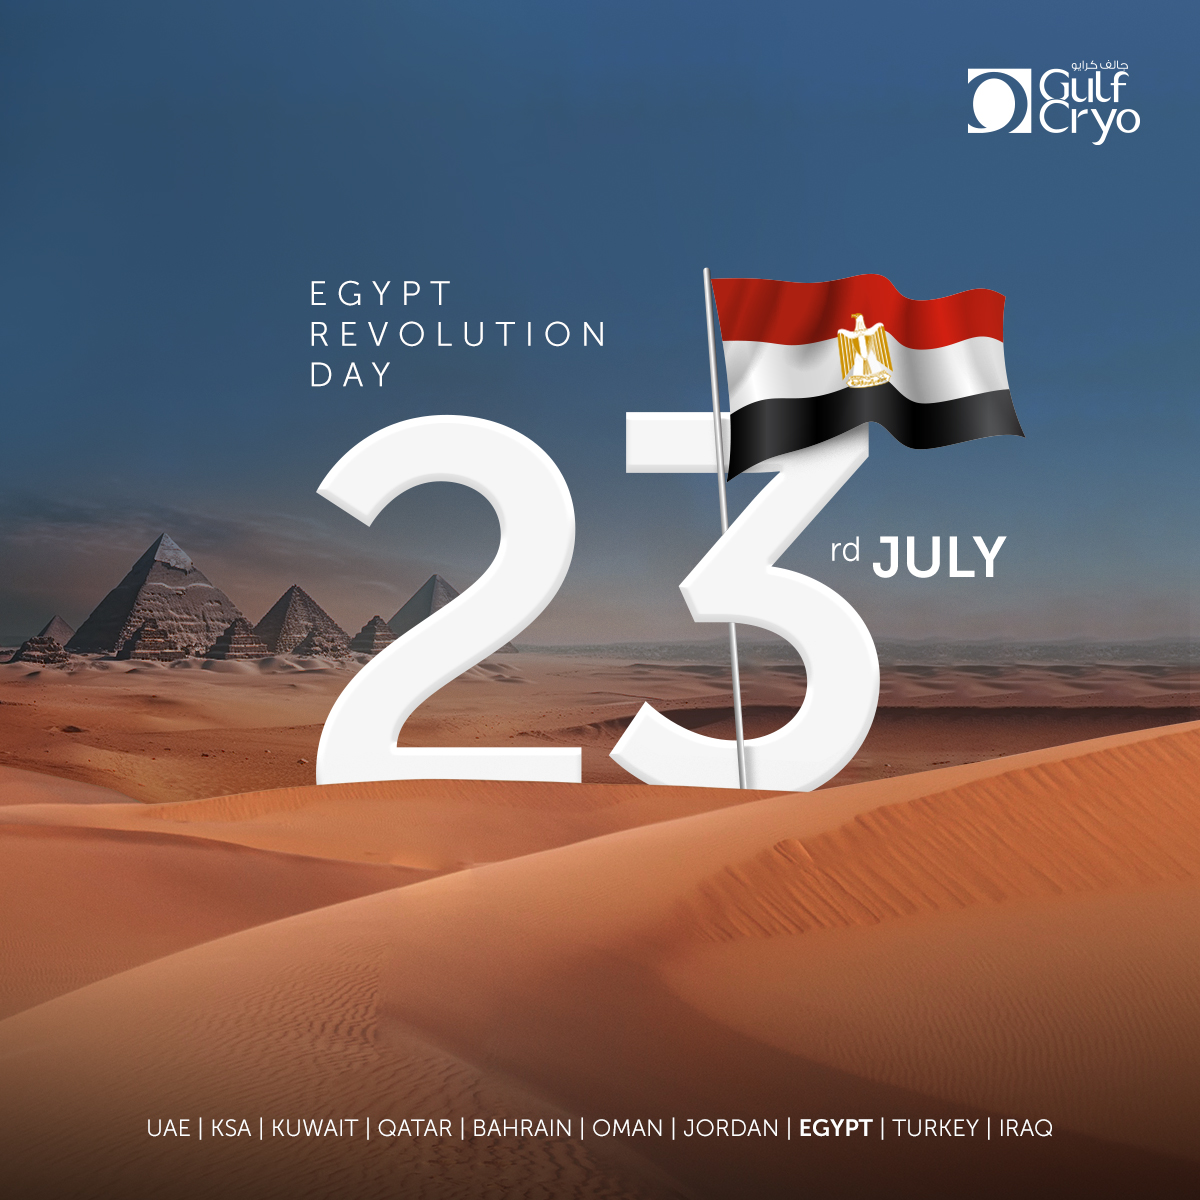 جالف كرايو
Gulf
Cryo
EGYPT
REVOLUTION
DAY
23
rd JULY
UAE | KSA | KUWAIT | QATAR | BAHRAIN | OMAN | JORDAN | EGYPT | TURKEY | IRAQ